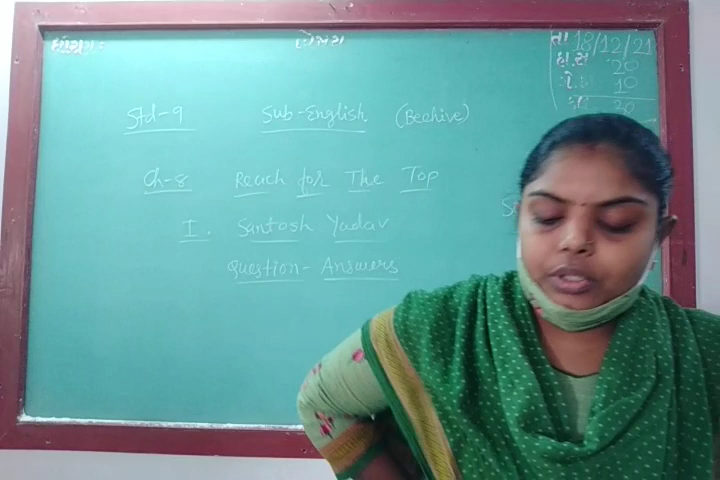 તા 18/12/21
20
10
20
Std-9 Sub-English (Beehive)
Ch-8 Reach for The Top
I. Santosh Yadav
Question-Answers